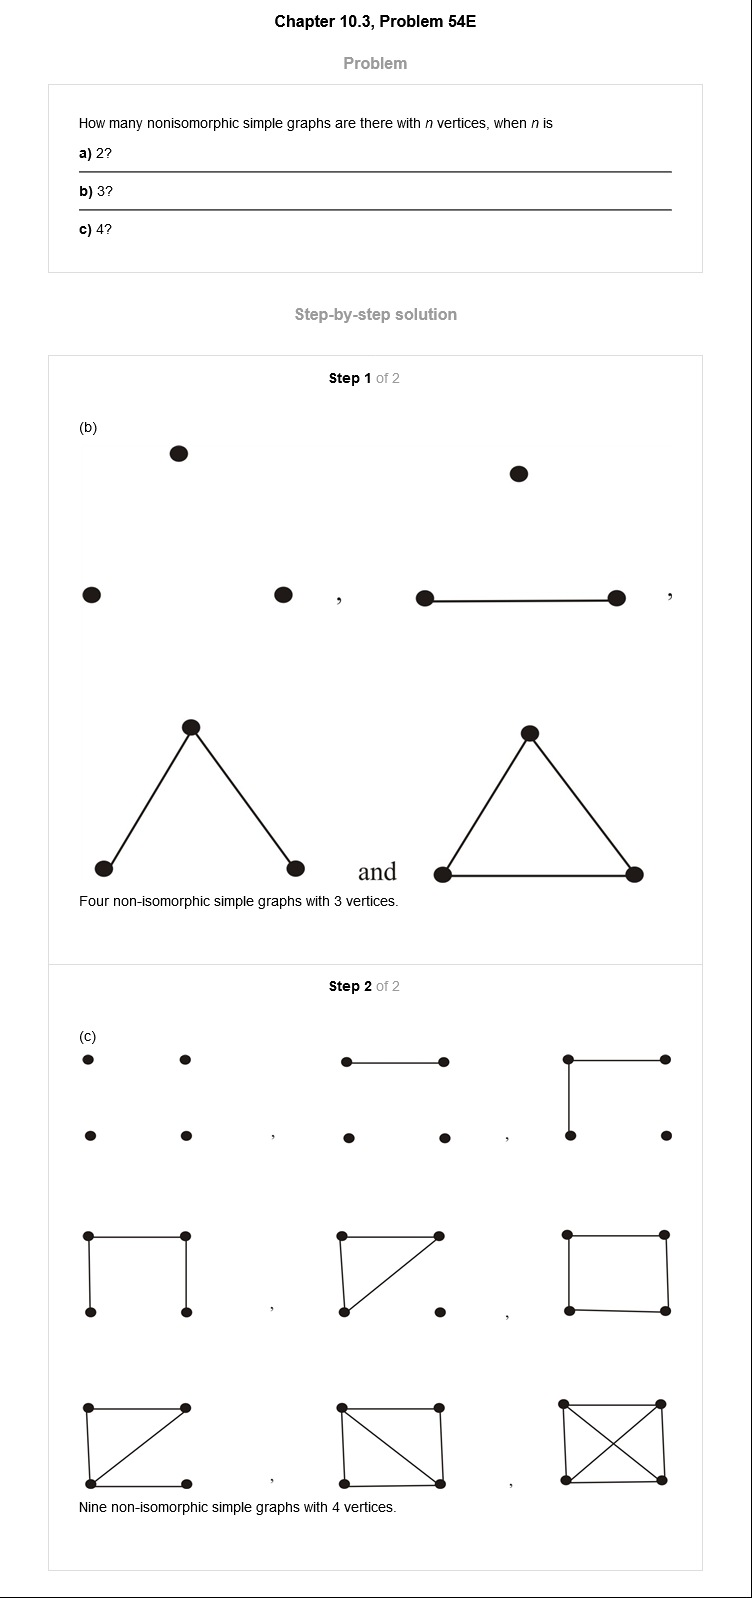 Chapter 10.3, Problem 54E
Problem
How many nonisomorphic simple graphs are there with n vertices, when n is
a) 2?
b) 3?
c) 4?
Step-by-step solution
Step 1 of 2
(b)
, ,
and
Four non-isomorphic simple graphs with 3 vertices.
Step 2 of 2
(c)
, ,
, ,
, ,
Nine non-isomorphic simple graphs with 4 vertices.